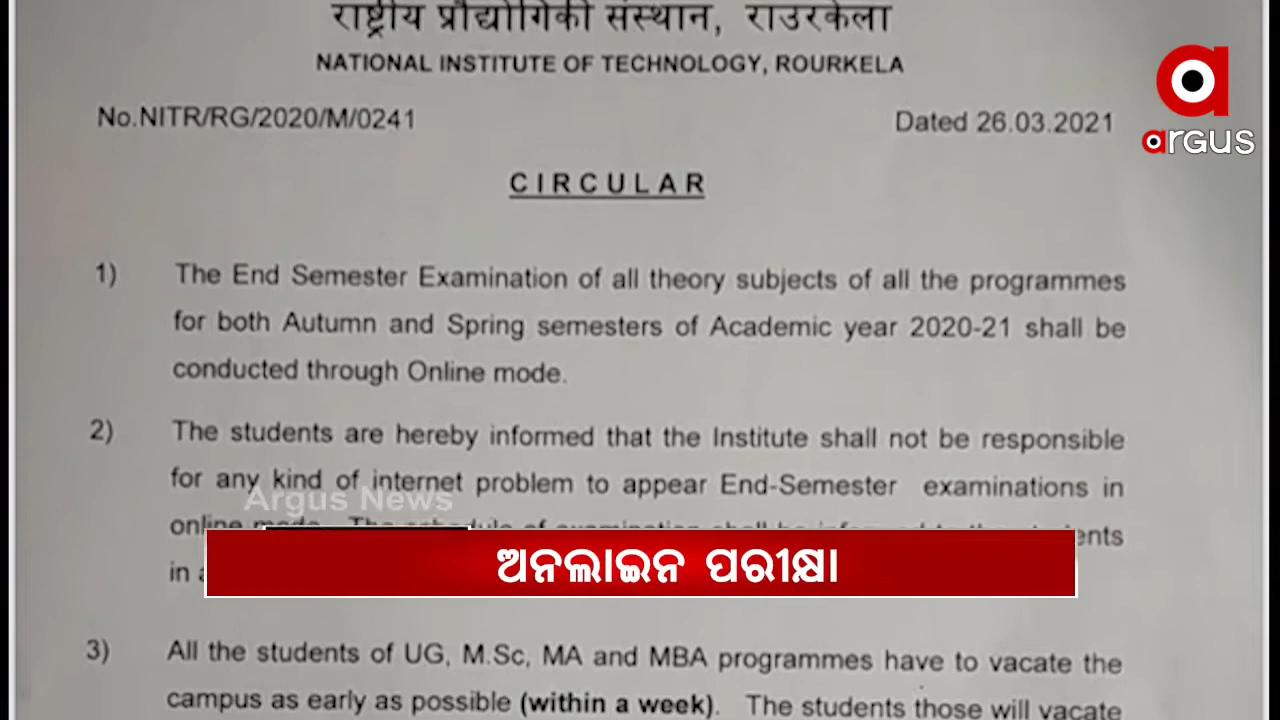 राष्ट्रीय प्रौद्योगिकी संस्थान, राउरकेला
NATIONAL INSTITUTE OF TECHNOLOGY, ROURKELA
No.NITR/RG/2020/M/0241
Dated 26.03.2021
argus
CIRCULAR
1) The End Semester Examination of all theory subjects of all the programmes
for both Autumn and Spring semesters of Academic year 2020-21 shall be
conducted through Online mode.
2) The students are hereby informed that the Institute shall not be responsible
for any kind of internet problem to appear End-Semester examinations in
Argus News
online
in
ଅନଲାଇନ ପରୀକ୍ଷା
3) All the students of UG, M.Sc, MA and MBA programmes have to vacate the
campus as early as possible (within a week). The students those will vacate